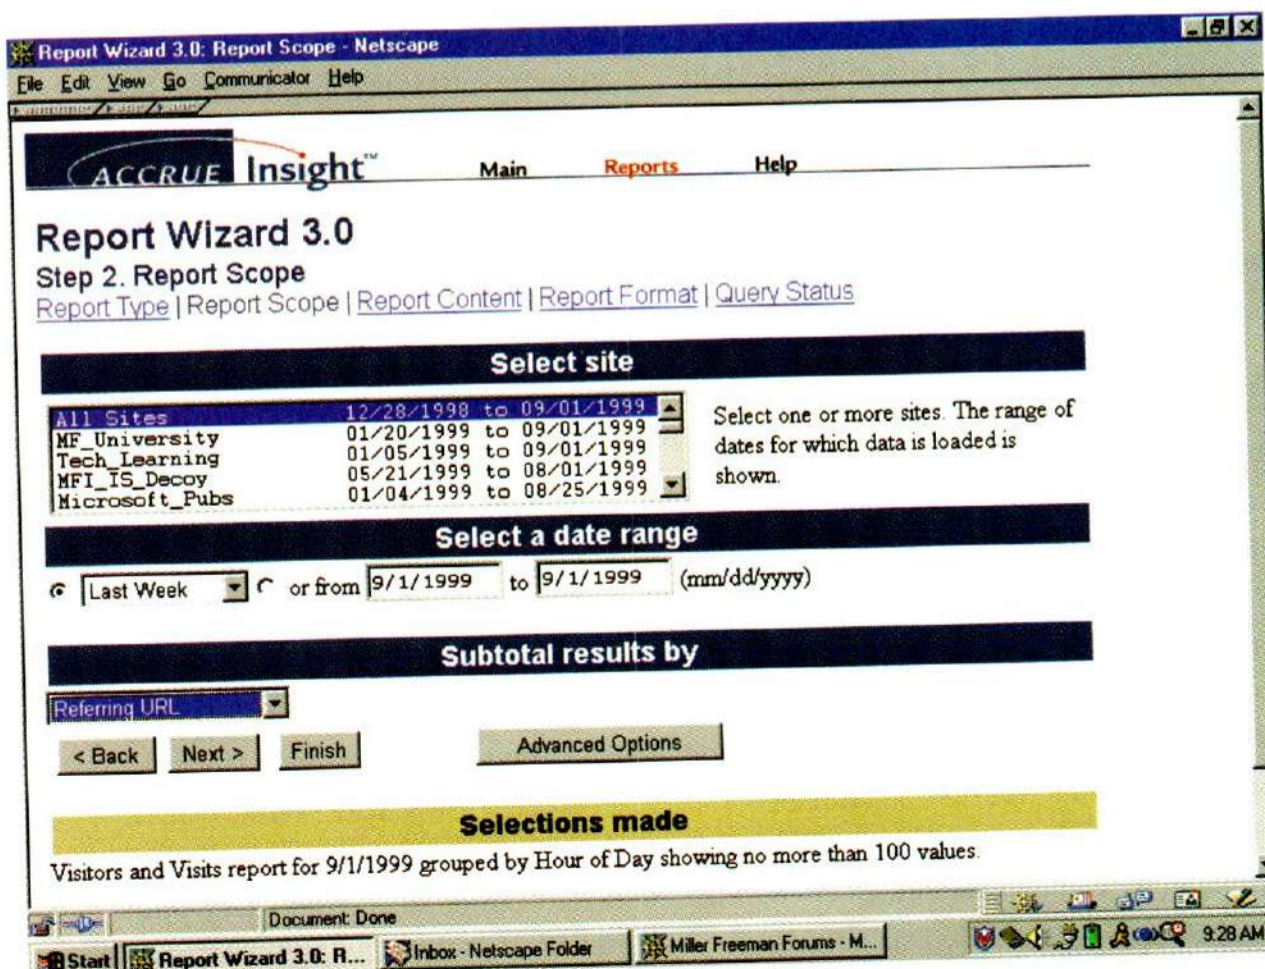 Report Wizard 3.0: Report Scope - Netscape
File Edit View Go Communicator Help
ACCRUE Insight™ Main Reports Help
Report Wizard 3.0
Step 2. Report Scope
Report Type | Report Scope | Report Content | Report Format | Query Status
Select site
All Sites 12/28/1998 to 09/01/1999
MF_University 01/20/1999 to 09/01/1999
Tech_Learning 01/05/1999 to 09/01/1999
MFI_IS_Decoy 05/21/1999 to 08/01/1999
Microsoft_Pubs 01/04/1999 to 08/25/1999
Select one or more sites. The range of
dates for which data is loaded is
shown.
Select a date range
Last Week or from 9/1/1999 to 9/1/1999 (mm/dd/yyyy)
Subtotal results by
Referring URL
< Back Next > Finish Advanced Options
Selections made
Visitors and Visits report for 9/1/1999 grouped by Hour of Day showing no more than 100 values.
Document: Done
Start Report Wizard 3.0: R... Inbox - Netscape Folder Miller Freeman Forums - M... 9:28 AM